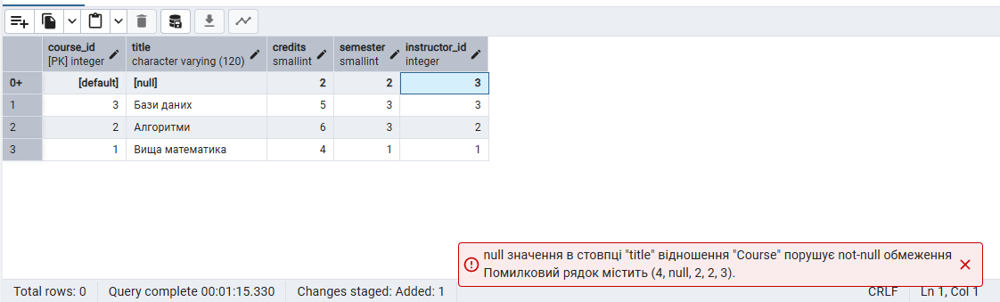 course_id title credits semester instructor_id
[PK] integer character varying (120) smallint smallint integer
0+ [default] [null] 2 2 3
1 3 Бази даних 5 3 3
2 2 Алгоритми 6 3 2
3 1 Вища математика 4 1 1
null значення в стовпці "title" відношення "Course" порушує not-null обмеження
Помилковий рядок містить (4, null, 2, 2, 3).
Total rows: 0 Query complete 00:01:15.330 Changes staged: Added: 1 CRLF Ln 1, Col 1